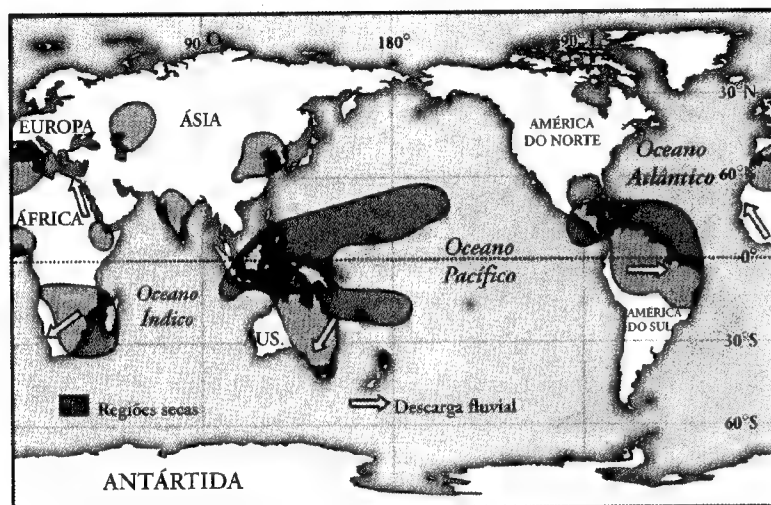 90° O
180°
90° L
30°N
EUROPA
ÁSIA
AMÉRICA
DO NORTE
Oceano
Atlântico
60°N
ÁFRICA
Oceano
Pacífico
0°
Oceano
Índico
AMÉRICA
DO SUL
US.
30°S
Regiões secas
Descarga fluvial
60°S
ANTÁRTIDA